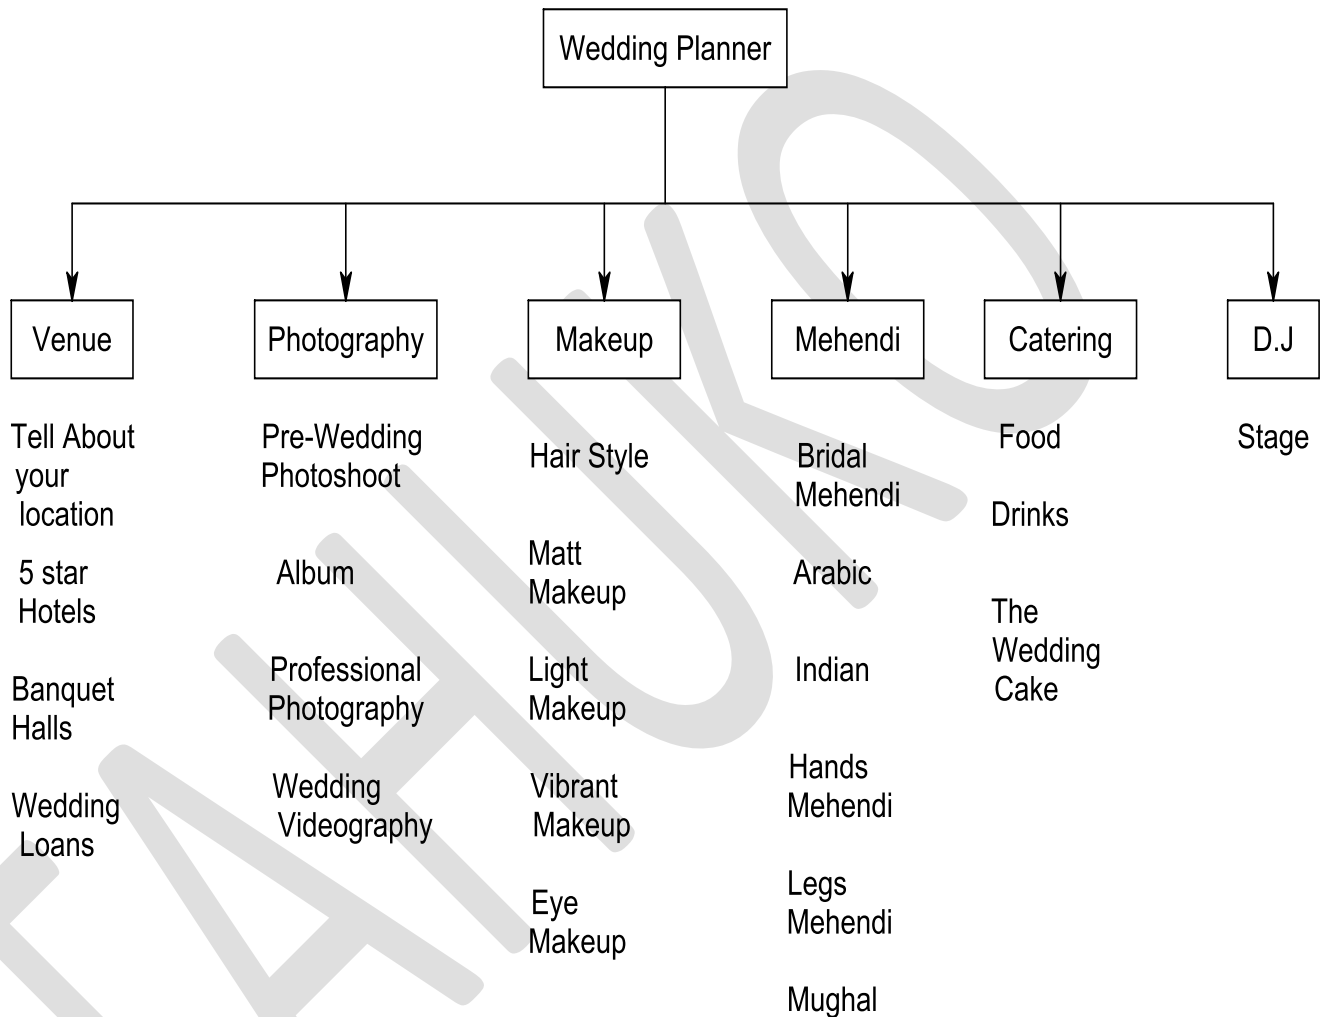 Wedding Planner
Venue
Photography
Makeup
Mehendi
Catering
D.J
Tell About
your
location
5 star
Hotels
Banquet
Halls
Wedding
Loans
Pre-Wedding
Photoshoot
Album
Professional
Photography
Wedding
Videography
Hair Style
Matt
Makeup
Light
Makeup
Vibrant
Makeup
Eye
Makeup
Bridal
Mehendi
Arabic
Indian
Hands
Mehendi
Legs
Mehendi
Mughal
Food
Drinks
The
Wedding
Cake
Stage
TAHUKO